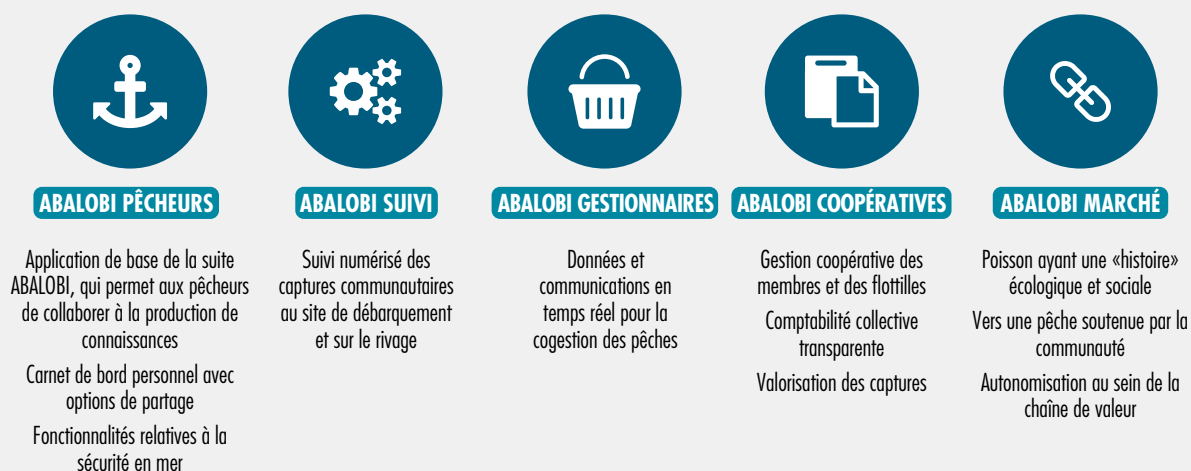 ABALOBI PÊCHEURS
Application de base de la suite
ABALOBI, qui permet aux pêcheurs
de collaborer à la production de
connaissances
Carnet de bord personnel avec
options de partage
Fonctionnalités relatives à la
sécurité en mer
ABALOBI SUIVI
Suivi numérisé des
captures communautaires
au site de débarquement
et sur le rivage
ABALOBI GESTIONNAIRES
Données et
communications en
temps réel pour la
cogestion des pêches
ABALOBI COOPÉRATIVES
Gestion coopérative des
membres et des flottilles
Comptabilité collective
transparente
Valorisation des captures
ABALOBI MARCHÉ
Poisson ayant une «histoire»
écologique et sociale
Vers une pêche soutenue par la
communauté
Autonomisation au sein de la
chaîne de valeur